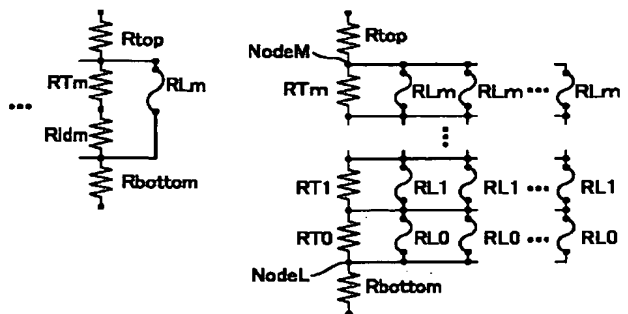 Rtop
RTm
RLm
...
Rldm
Rbottom
NodeM
Rtop
RTm
RLm RLm ... RLm
...
RT1
RL1 RL1 ... RL1
RT0
RL0 RL0 ... RL0
NodeL
Rbottom